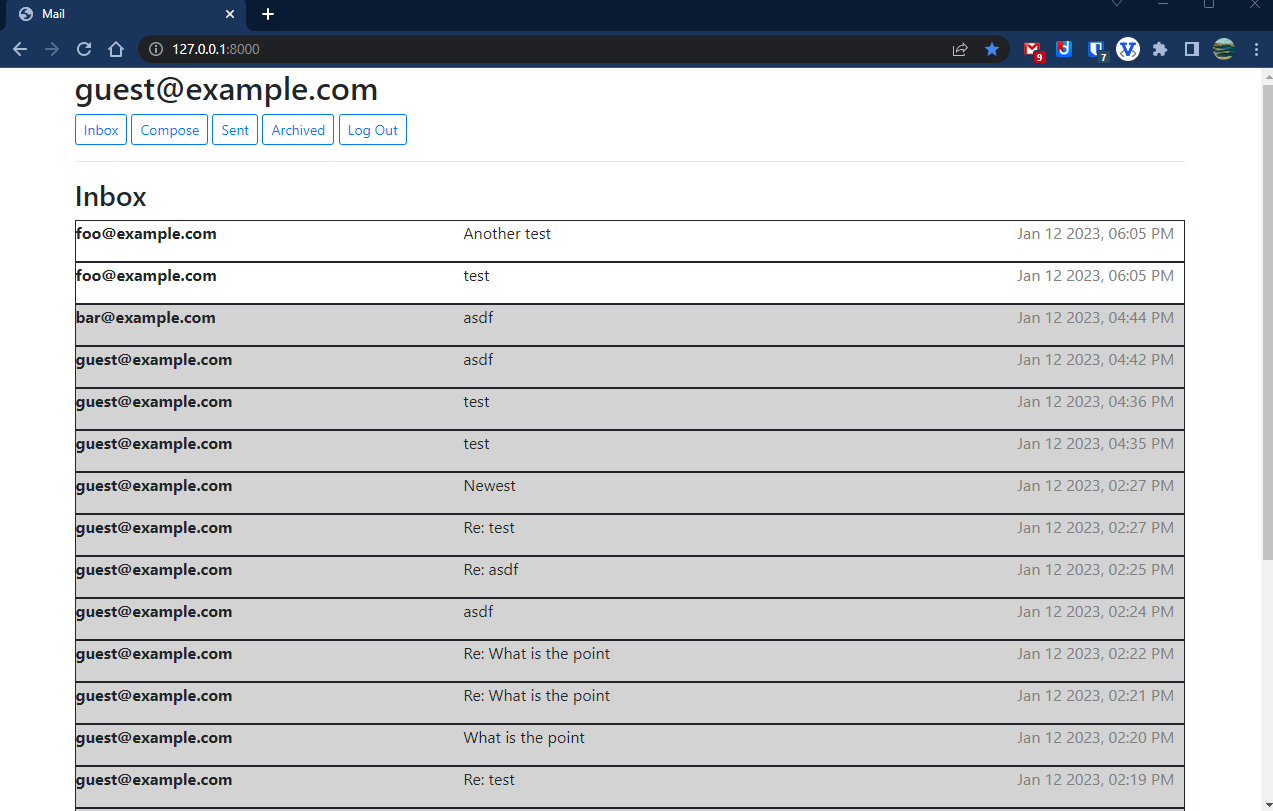 Mail
127.0.0.1:8000
9
7
guest@example.com
Inbox Compose Sent Archived Log Out
Inbox
foo@example.com Another test Jan 12 2023, 06:05 PM
foo@example.com test Jan 12 2023, 06:05 PM
bar@example.com asdf Jan 12 2023, 04:44 PM
guest@example.com asdf Jan 12 2023, 04:42 PM
guest@example.com test Jan 12 2023, 04:36 PM
guest@example.com test Jan 12 2023, 04:35 PM
guest@example.com Newest Jan 12 2023, 02:27 PM
guest@example.com Re: test Jan 12 2023, 02:27 PM
guest@example.com Re: asdf Jan 12 2023, 02:25 PM
guest@example.com asdf Jan 12 2023, 02:24 PM
guest@example.com Re: What is the point Jan 12 2023, 02:22 PM
guest@example.com Re: What is the point Jan 12 2023, 02:21 PM
guest@example.com What is the point Jan 12 2023, 02:20 PM
guest@example.com Re: test Jan 12 2023, 02:19 PM